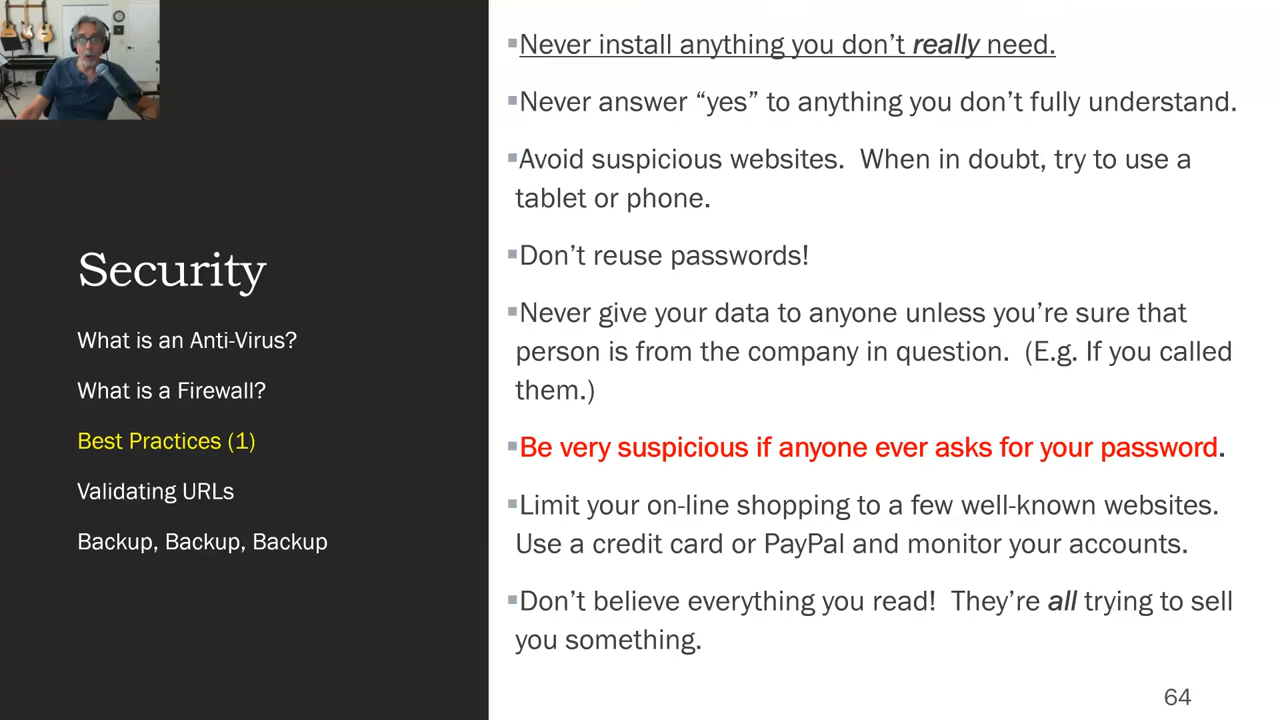 Security
What is an Anti-Virus?
What is a Firewall?
Best Practices (1)
Validating URLs
Backup, Backup, Backup
▪Never install anything you don’t really need.
▪Never answer “yes” to anything you don’t fully understand.
▪Avoid suspicious websites.  When in doubt, try to use a
tablet or phone.
▪Don’t reuse passwords!
▪Never give your data to anyone unless you’re sure that
person is from the company in question.  (E.g. If you called
them.)
▪Be very suspicious if anyone ever asks for your password.
▪Limit your on-line shopping to a few well-known websites.
Use a credit card or PayPal and monitor your accounts.
▪Don’t believe everything you read!  They’re all trying to sell
you something.
64